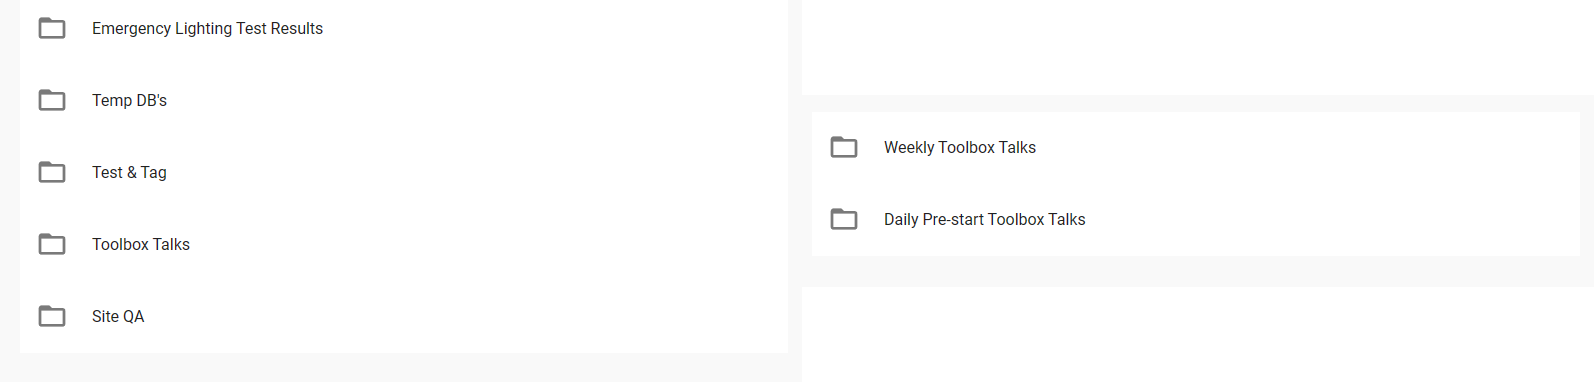 Emergency Lighting Test Results
Temp DB's
Test & Tag
Toolbox Talks
Site QA
Weekly Toolbox Talks
Daily Pre-start Toolbox Talks